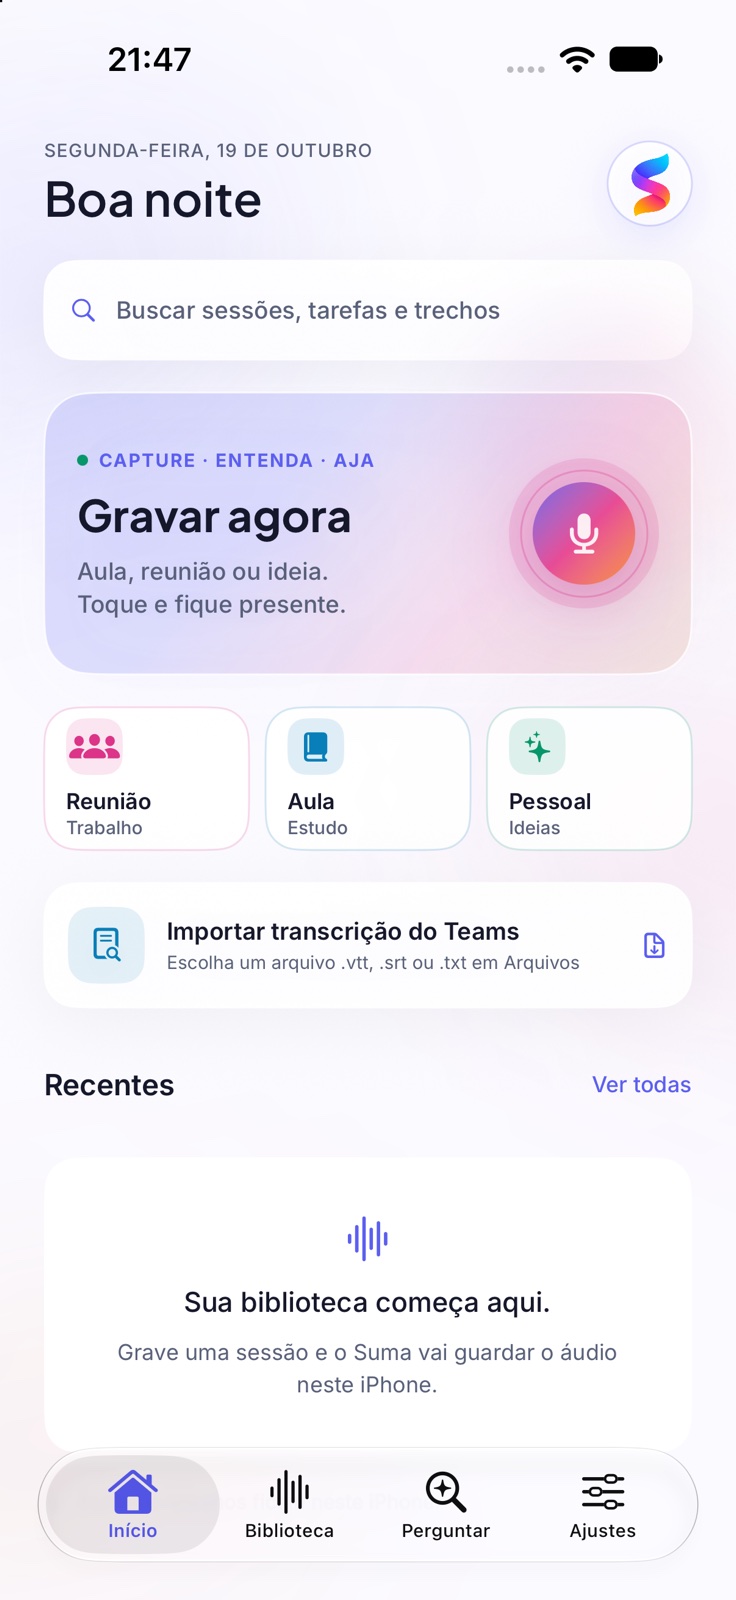 21:47
SEGUNDA-FEIRA, 19 DE OUTUBRO
Boa noite
Buscar sessões, tarefas e trechos
CAPTURE · ENTENDA · AJA
Gravar agora
Aula, reunião ou ideia.
Toque e fique presente.
Reunião
Trabalho
Aula
Estudo
Pessoal
Ideias
Importar transcrição do Teams
Escolha um arquivo .vtt, .srt ou .txt em Arquivos
Recentes
Ver todas
Sua biblioteca começa aqui.
Grave uma sessão e o Suma vai guardar o áudio
neste iPhone.
Início
Biblioteca
Perguntar
Ajustes